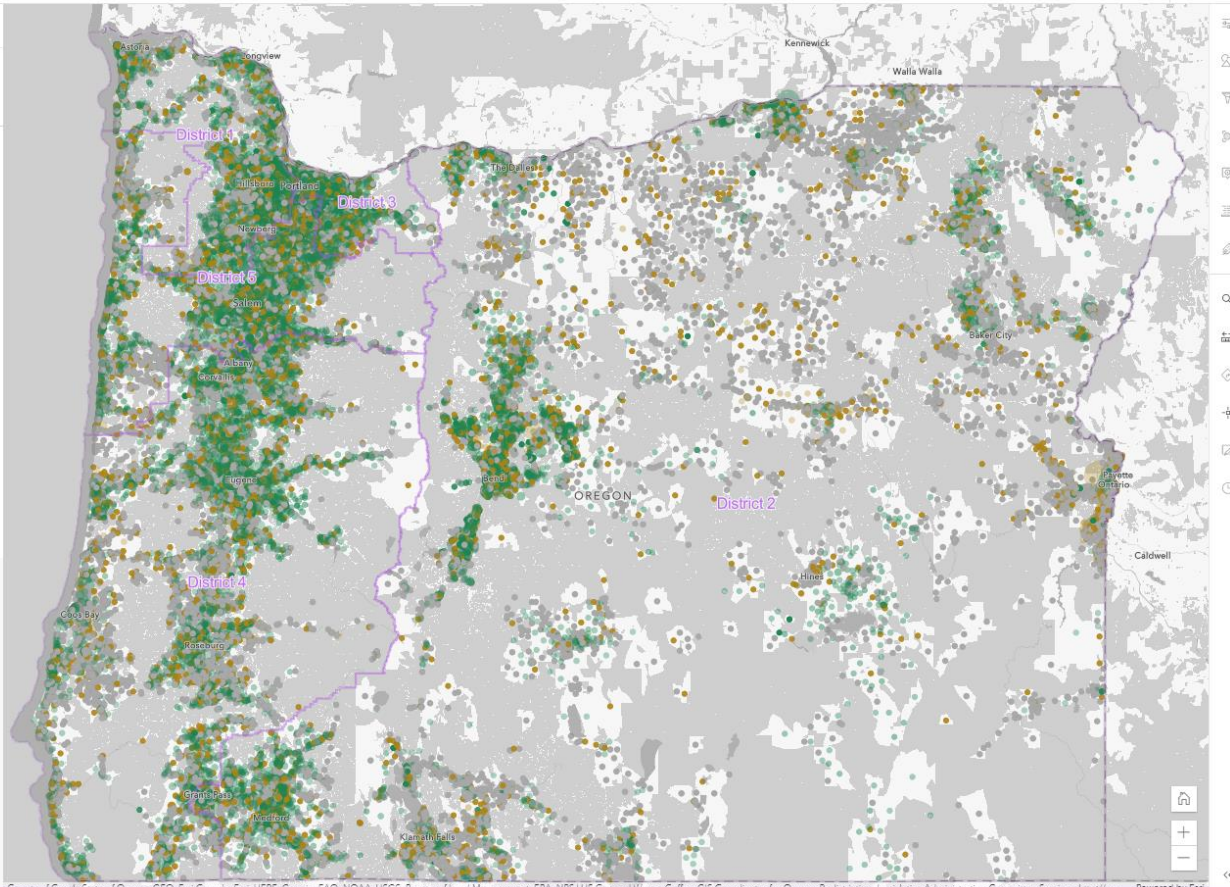 Astoria
Longview
Kennewick
Walla Walla
District 1
Hillsboro
Portland
The Dalles
District 3
Newberg
District 5
Salem
Baker City
Albany
Corvallis
Bend
OREGON
District 2
Payette
Ontario
Caldwell
Hines
District 4
Coos Bay
Roseburg
Grants Pass
Medford
Klamath Falls